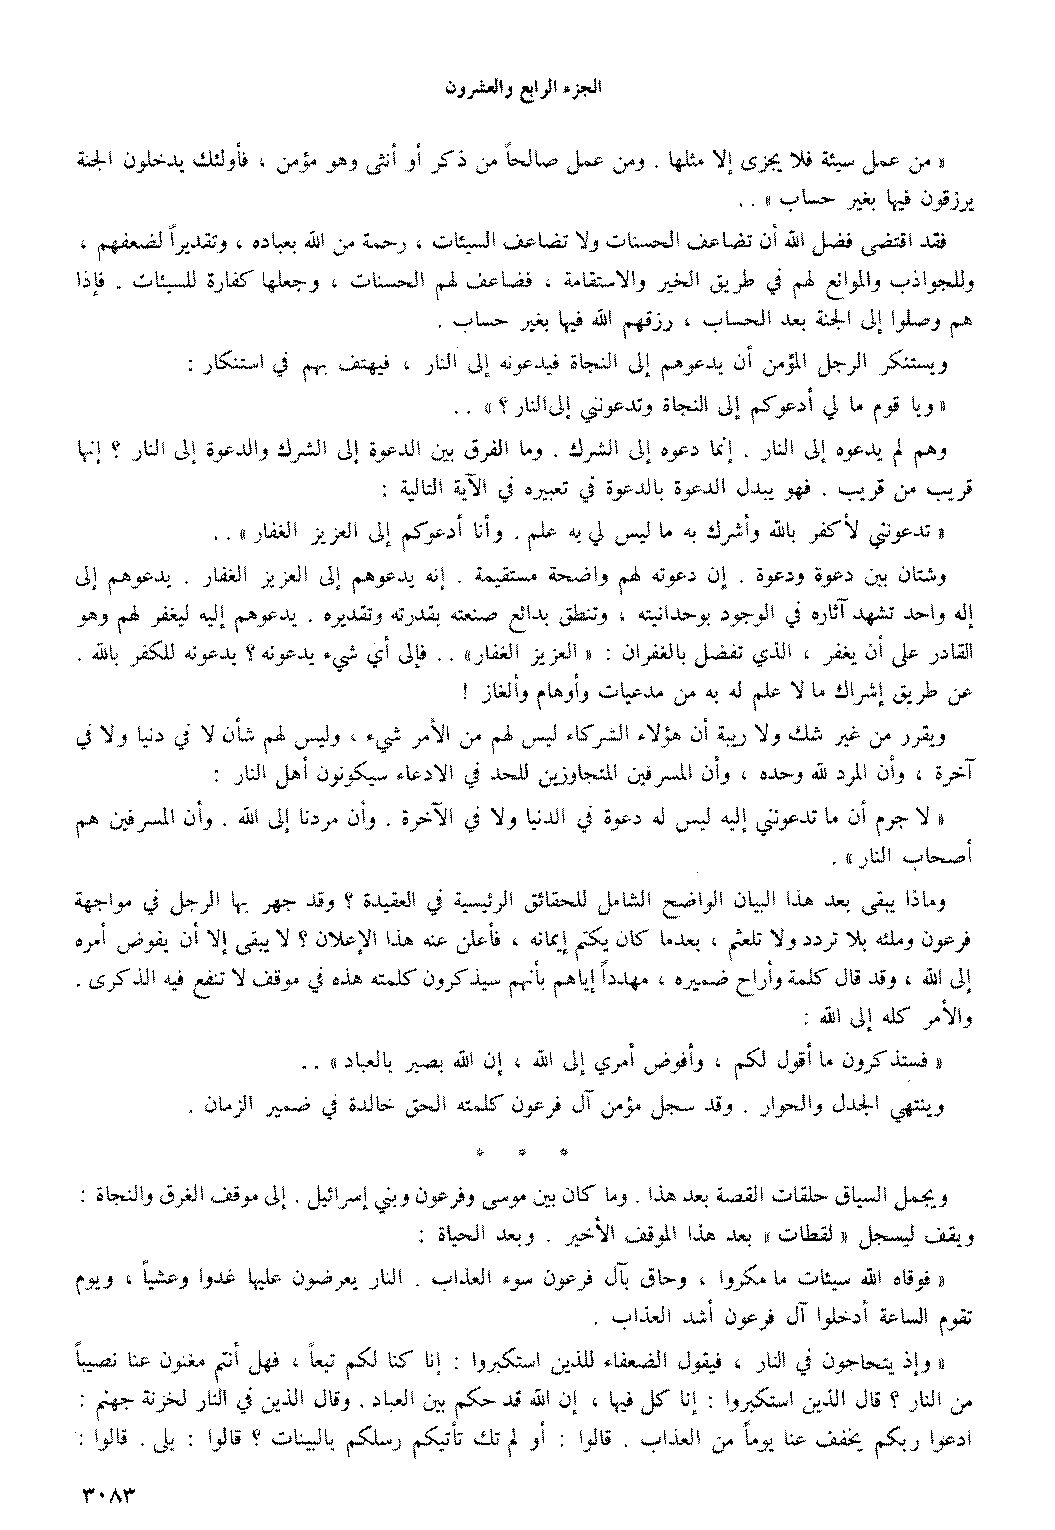 الجزء الرابع والعشرون
« من عمل سيئة فلا يجزى إلا مثلها . ومن عمل صالحاً من ذكر أو أنثى وهو مؤمن ، فأولئك يدخلون الجنة
يرزقون فيها بغير حساب » . .
فقد اقتضى فضل الله أن تضاعف الحسنات ولا تضاعف السيئات ، رحمة من الله بعباده ، وتقديراً لضعفهم ،
وللجواذب والموانع لهم في طريق الخير والاستقامة ، فضاعف لهم الحسنات ، وجعلها كفارة للسيئات . فإذا
هم وصلوا إلى الجنة بعد الحساب ، رزقهم الله فيها بغير حساب .
ويستنكر الرجل المؤمن أن يدعوهم إلى النجاة فيدعونه إلى النار ، فيهتف بهم في استنكار :
« ويا قوم ما لي أدعوكم إلى النجاة وتدعونني إلى النار ؟ » . .
وهم لم يدعوه إلى النار . إنما دعوه إلى الشرك . وما الفرق بين الدعوة إلى الشرك والدعوة إلى النار ؟ إنها
قريب من قريب . فهو يبدل الدعوة بالدعوة في تعبيره في الآية التالية :
« تدعونني لأكفر بالله وأشرك به ما ليس لي به علم . وأنا أدعوكم إلى العزيز الغفار » . .
وشتان بين دعوة ودعوة . إن دعوته لهم واضحة مستقيمة . إنه يدعوهم إلى العزيز الغفار . يدعوهم إلى
إله واحد تشهد آثاره في الوجود بوحدانيته ، وتنطق بدائع صنعته بقدرته وتقديره . يدعوهم إليه ليغفر لهم وهو
القادر على أن يغفر ، الذي تفضل بالغفران : « العزيز الغفار» . . فإلى أي شيء يدعونه ؟ يدعونه للكفر بالله .
عن طريق إشراك ما لا علم له به من مدعيات وأوهام وألغاز !
ويقرر من غير شك ولا ريبة أن هؤلاء الشركاء ليس لهم من الأمر شيء ، وليس لهم شأن لا في دنيا ولا في
آخرة ، وأن المرد لله وحده ، وأن المسرفين المتجاوزين للحد في الادعاء سيكونون أهل النار :
« لا جرم أن ما تدعونني إليه ليس له دعوة في الدنيا ولا في الآخرة . وأن مردنا إلى الله . وأن المسرفين هم
أصحاب النار » .
وماذا يبقى بعد هذا البيان الواضح الشامل للحقائق الرئيسية في العقيدة ؟ وقد جهر بها الرجل في مواجهة
فرعون وملئه بلا تردد ولا تلعثم ، بعدما كان يكتم إيمانه ، فأعلن عنه هذا الإعلان ؟ لا يبقى إلا أن يفوض أمره
إلى الله ، وقد قال كلمة وأراح ضميره ، مهدداً إياهم بأنهم سيذكرون كلمته هذه في موقف لا تنفع فيه الذكرى .
والأمر كله إلى الله :
« فستذكرون ما أقول لكم ، وأفوض أمري إلى الله ، إن الله بصير بالعباد » . .
وينتهي الجدل والحوار . وقد سجل مؤمن آل فرعون كلمته الحق خالدة في ضمير الزمان .
* * *
ويجمل السياق حلقات القصة بعد هذا . وما كان بين موسى وفرعون وبني إسرائيل . إلى موقف الغرق والنجاة :
ويقف ليسجل « لقطات » بعد هذا الموقف الأخير . وبعد الحياة :
« فوقاه الله سيئات ما مكروا ، وحاق بآل فرعون سوء العذاب . النار يعرضون عليها غدوا وعشياً ، ويوم
تقوم الساعة أدخلوا آل فرعون أشد العذاب .
« وإذ يتحاجون في النار ، فيقول الضعفاء للذين استكبروا : إنا كنا لكم تبعاً ، فهل أنتم مغنون عنا نصيباً
من النار ؟ قال الذين استكبروا : إنا كل فيها ، إن الله قد حكم بين العباد . وقال الذين في النار لخزنة جهنم :
ادعوا ربكم يخفف عنا يوماً من العذاب . قالوا : أو لم تك تأتيكم رسلكم بالبينات ؟ قالوا : بلى . قالوا :
٣٠٨٣